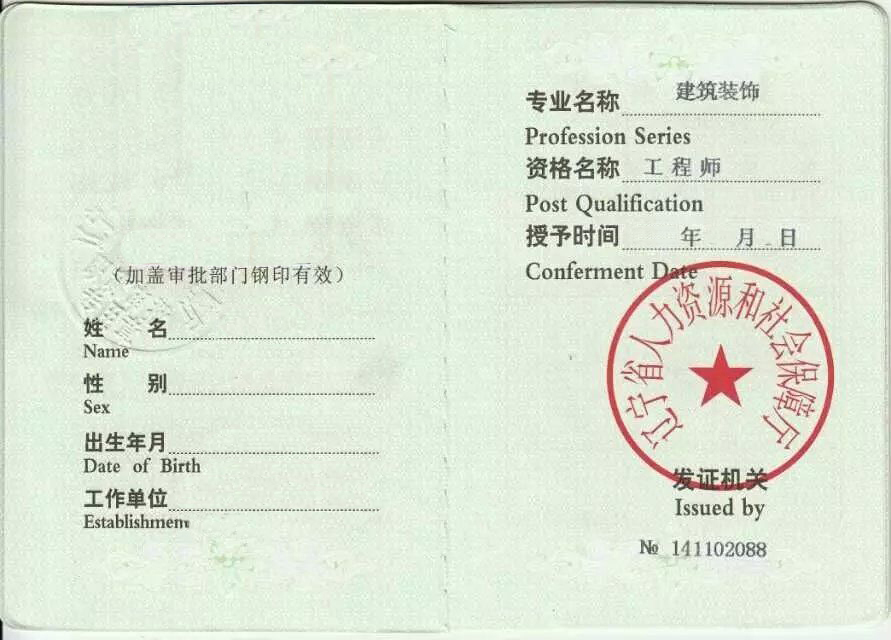 (加盖审批部门钢印有效)
姓 名
Name
性 别
Sex
出生年月
Date of Birth
工作单位
Establishment
专业名称 建筑装饰
Profession Series
资格名称 工程师
Post Qualification
授予时间 年 月 日
Conferment Date
辽宁省人力资源和社会保障厅
发证机关
Issued by
№ 141102088